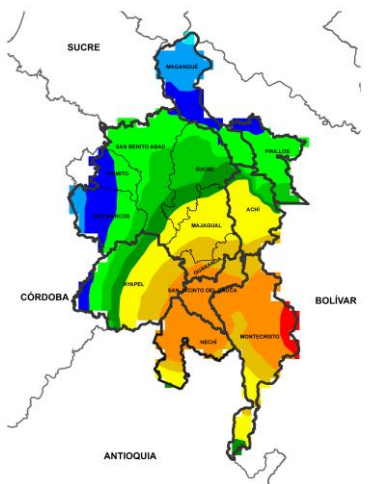 SUCRE
MAGANGUÉ
SAN BENITO ABAD
PINILLOS
CAIMITO
SUCRE
SAN MARCOS
ACHÍ
MAJAGUAL
GUARANDA
AYAPEL
SAN JACINTO DEL CAUCA
CÓRDOBA
BOLÍVAR
MONTECRISTO
NECHÍ
ANTIOQUIA